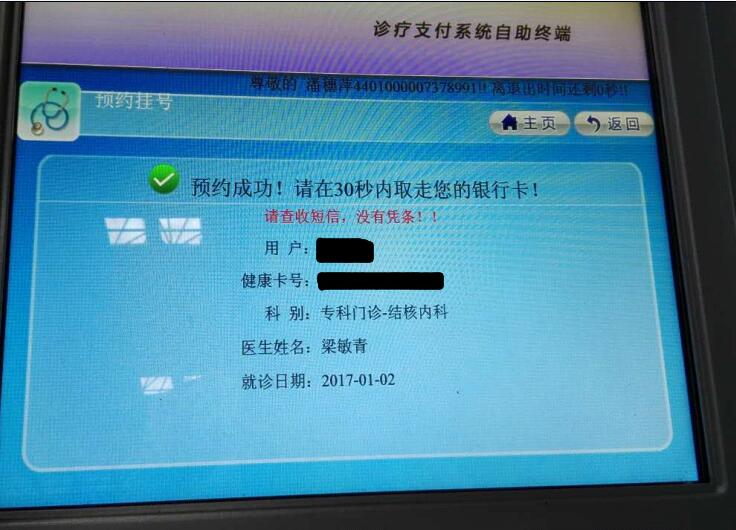 诊疗支付系统自助终端
尊敬的 潘穗萍4401000007378991!! 离退出时间还剩0秒!!
预约挂号
主页
返回
预约成功！请在30秒内取走您的银行卡！
请查收短信，没有凭条！！
用 户：
健康卡号：
科 别：专科门诊-结核内科
医生姓名：梁敏青
就诊日期：2017-01-02